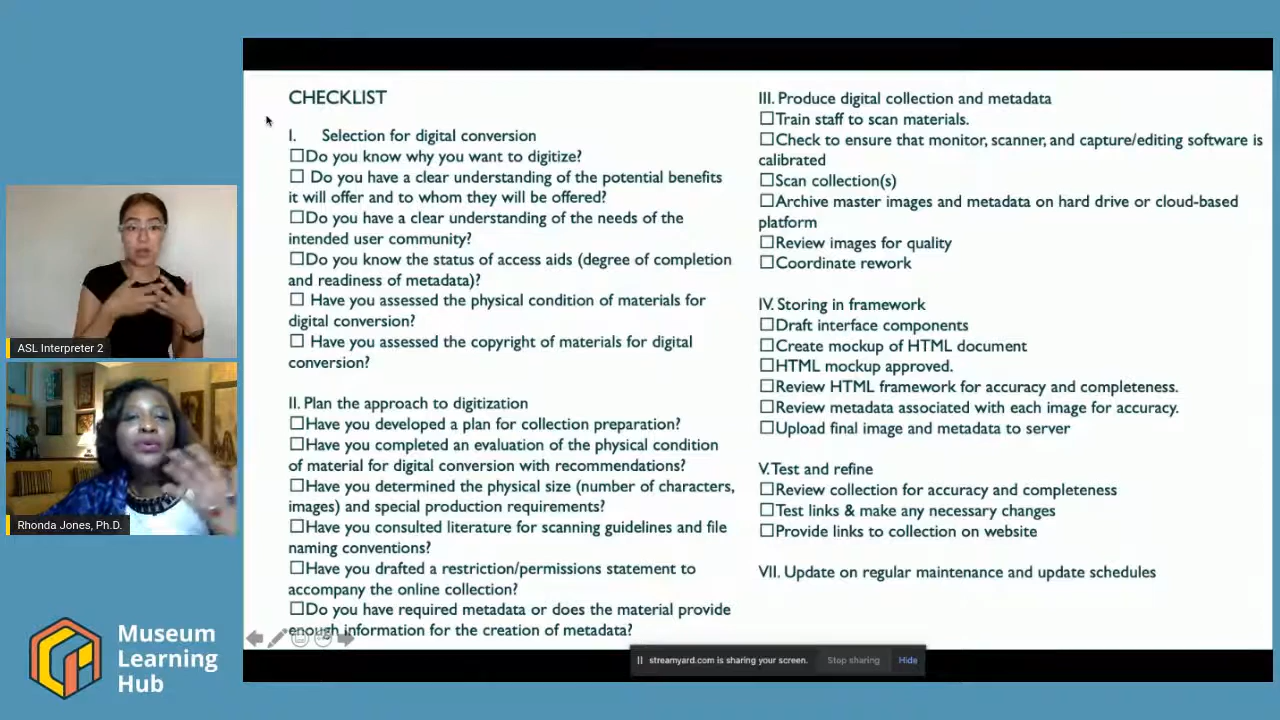 CHECKLIST
I. Selection for digital conversion
☐Do you know why you want to digitize?
☐ Do you have a clear understanding of the potential benefits
it will offer and to whom they will be offered?
☐Do you have a clear understanding of the needs of the
intended user community?
☐Do you know the status of access aids (degree of completion
and readiness of metadata)?
☐ Have you assessed the physical condition of materials for
digital conversion?
☐ Have you assessed the copyright of materials for digital
conversion?
II. Plan the approach to digitization
☐Have you developed a plan for collection preparation?
☐Have you completed an evaluation of the physical condition
of material for digital conversion with recommendations?
☐Have you determined the physical size (number of characters,
images) and special production requirements?
☐Have you consulted literature for scanning guidelines and file
naming conventions?
☐Have you drafted a restriction/permissions statement to
accompany the online collection?
☐Do you have required metadata or does the material provide
enough information for the creation of metadata?
III. Produce digital collection and metadata
☐Train staff to scan materials.
☐Check to ensure that monitor, scanner, and capture/editing software is
calibrated
☐Scan collection(s)
☐Archive master images and metadata on hard drive or cloud-based
platform
☐Review images for quality
☐Coordinate rework
IV. Storing in framework
☐Draft interface components
☐Create mockup of HTML document
☐HTML mockup approved.
☐Review HTML framework for accuracy and completeness.
☐Review metadata associated with each image for accuracy.
☐Upload final image and metadata to server
V. Test and refine
☐Review collection for accuracy and completeness
☐Test links & make any necessary changes
☐Provide links to collection on website
VII. Update on regular maintenance and update schedules
streamyard.com is sharing your screen. Stop sharing Hide
ASL Interpreter 2
Rhonda Jones, Ph.D.
Museum
Learning
Hub